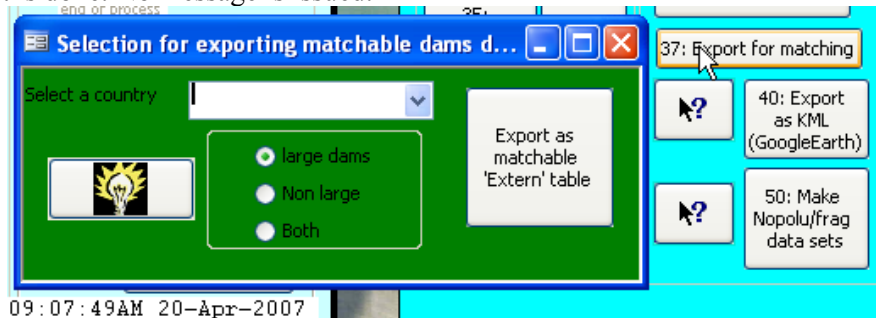 end or process
Selection for exporting matchable dams d...
37: Export for matching
Select a country
large dams
Non large
Both
Export as
matchable
'Extern' table
?
40: Export
as KML
(GoogleEarth)
?
50: Make
Nopolu/frag
data sets
09:07:49AM 20-Apr-2007